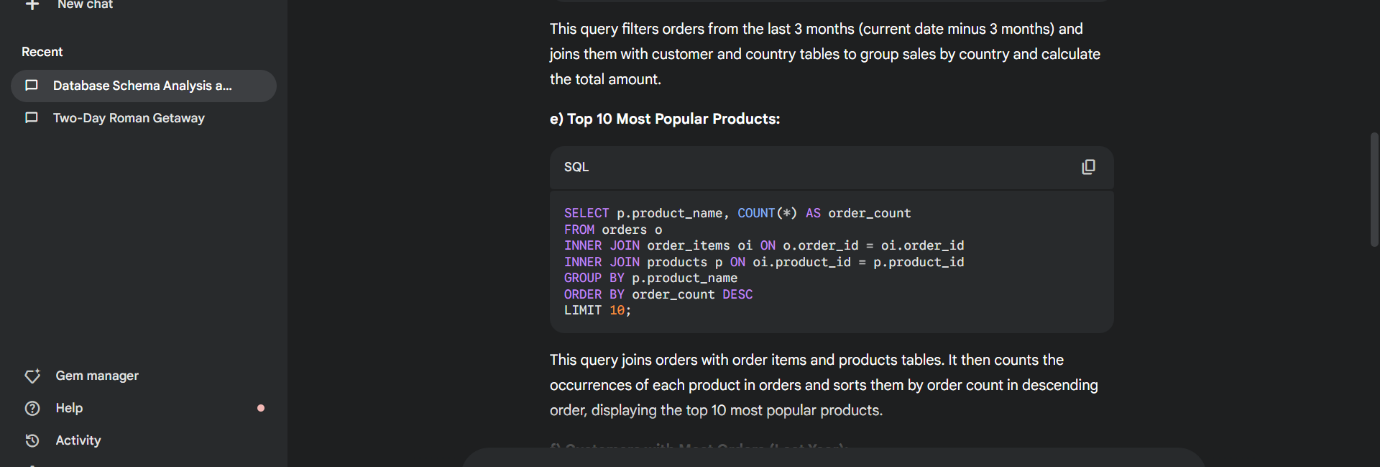 New chat
Recent
Database Schema Analysis a...
Two-Day Roman Getaway
Gem manager
Help
Activity
This query filters orders from the last 3 months (current date minus 3 months) and
joins them with customer and country tables to group sales by country and calculate
the total amount.
e) Top 10 Most Popular Products:
SQL
SELECT p.product_name, COUNT(*) AS order_count
FROM orders o
INNER JOIN order_items oi ON o.order_id = oi.order_id
INNER JOIN products p ON oi.product_id = p.product_id
GROUP BY p.product_name
ORDER BY order_count DESC
LIMIT 10;
This query joins orders with order items and products tables. It then counts the
occurrences of each product in orders and sorts them by order count in descending
order, displaying the top 10 most popular products.
f) Customers with Most Orders (Last Year):